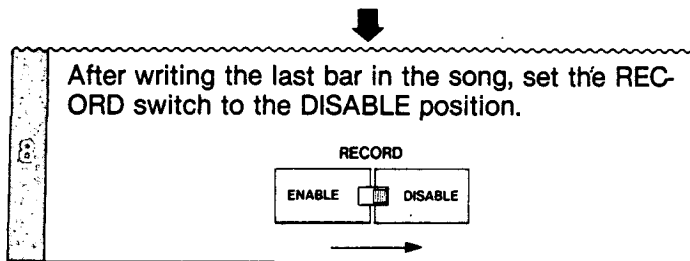 After writing the last bar in the song, set the REC-
ORD switch to the DISABLE position.
RECORD
ENABLE DISABLE